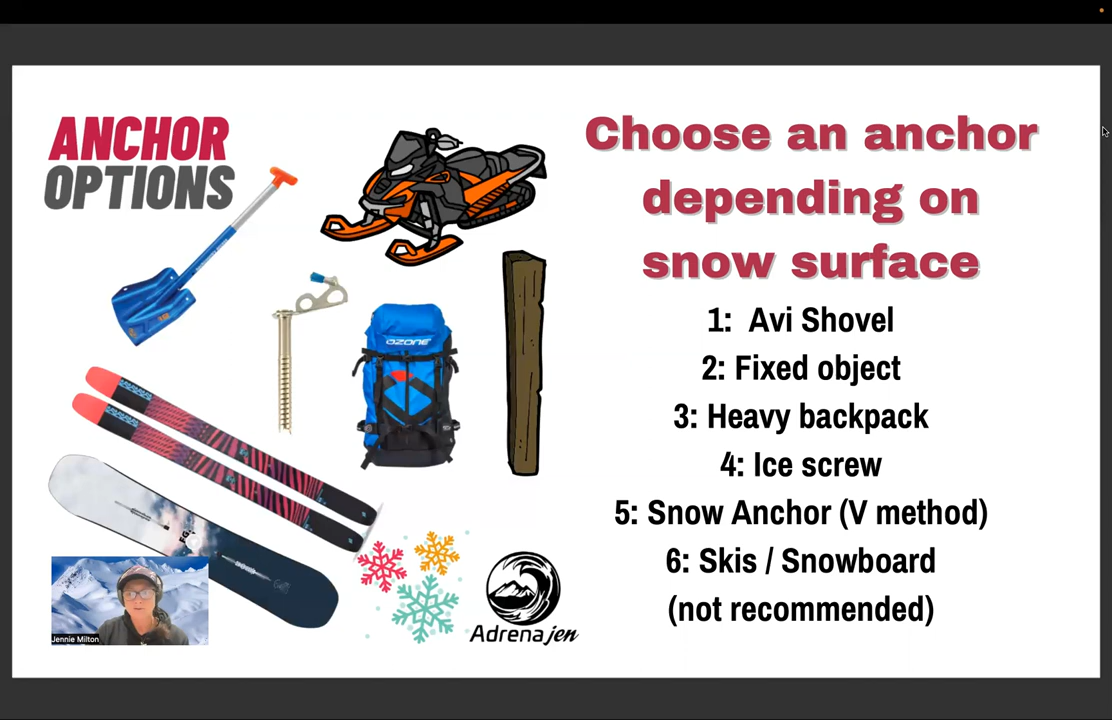 ANCHOR
OPTIONS
Choose an anchor
depending on
snow surface
1: Avi Shovel
2: Fixed object
3: Heavy backpack
4: Ice screw
5: Snow Anchor (V method)
6: Skis / Snowboard
(not recommended)
OZONE
Jennie Milton
Adrenajen